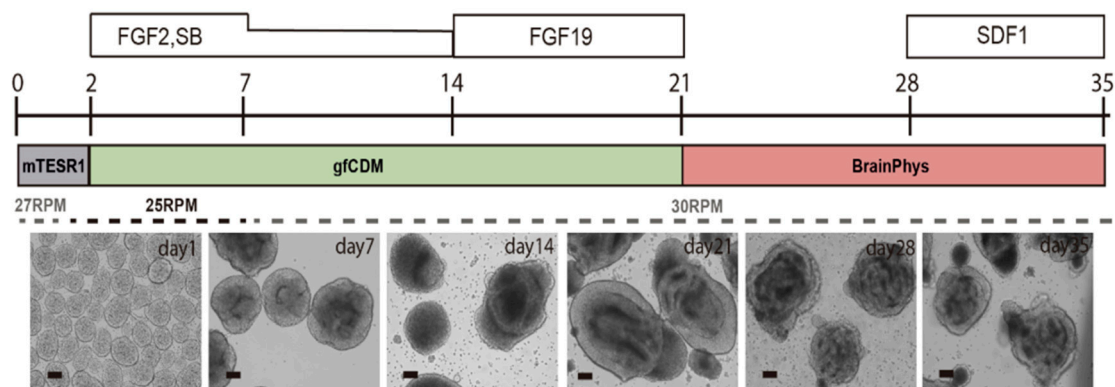 FGF2,SB
FGF19
SDF1
0 2 7 14 21 28 35
mTESR1 gfCDM BrainPhys
27RPM 25RPM 30RPM
day1 day7 day14 day21 day28 day35